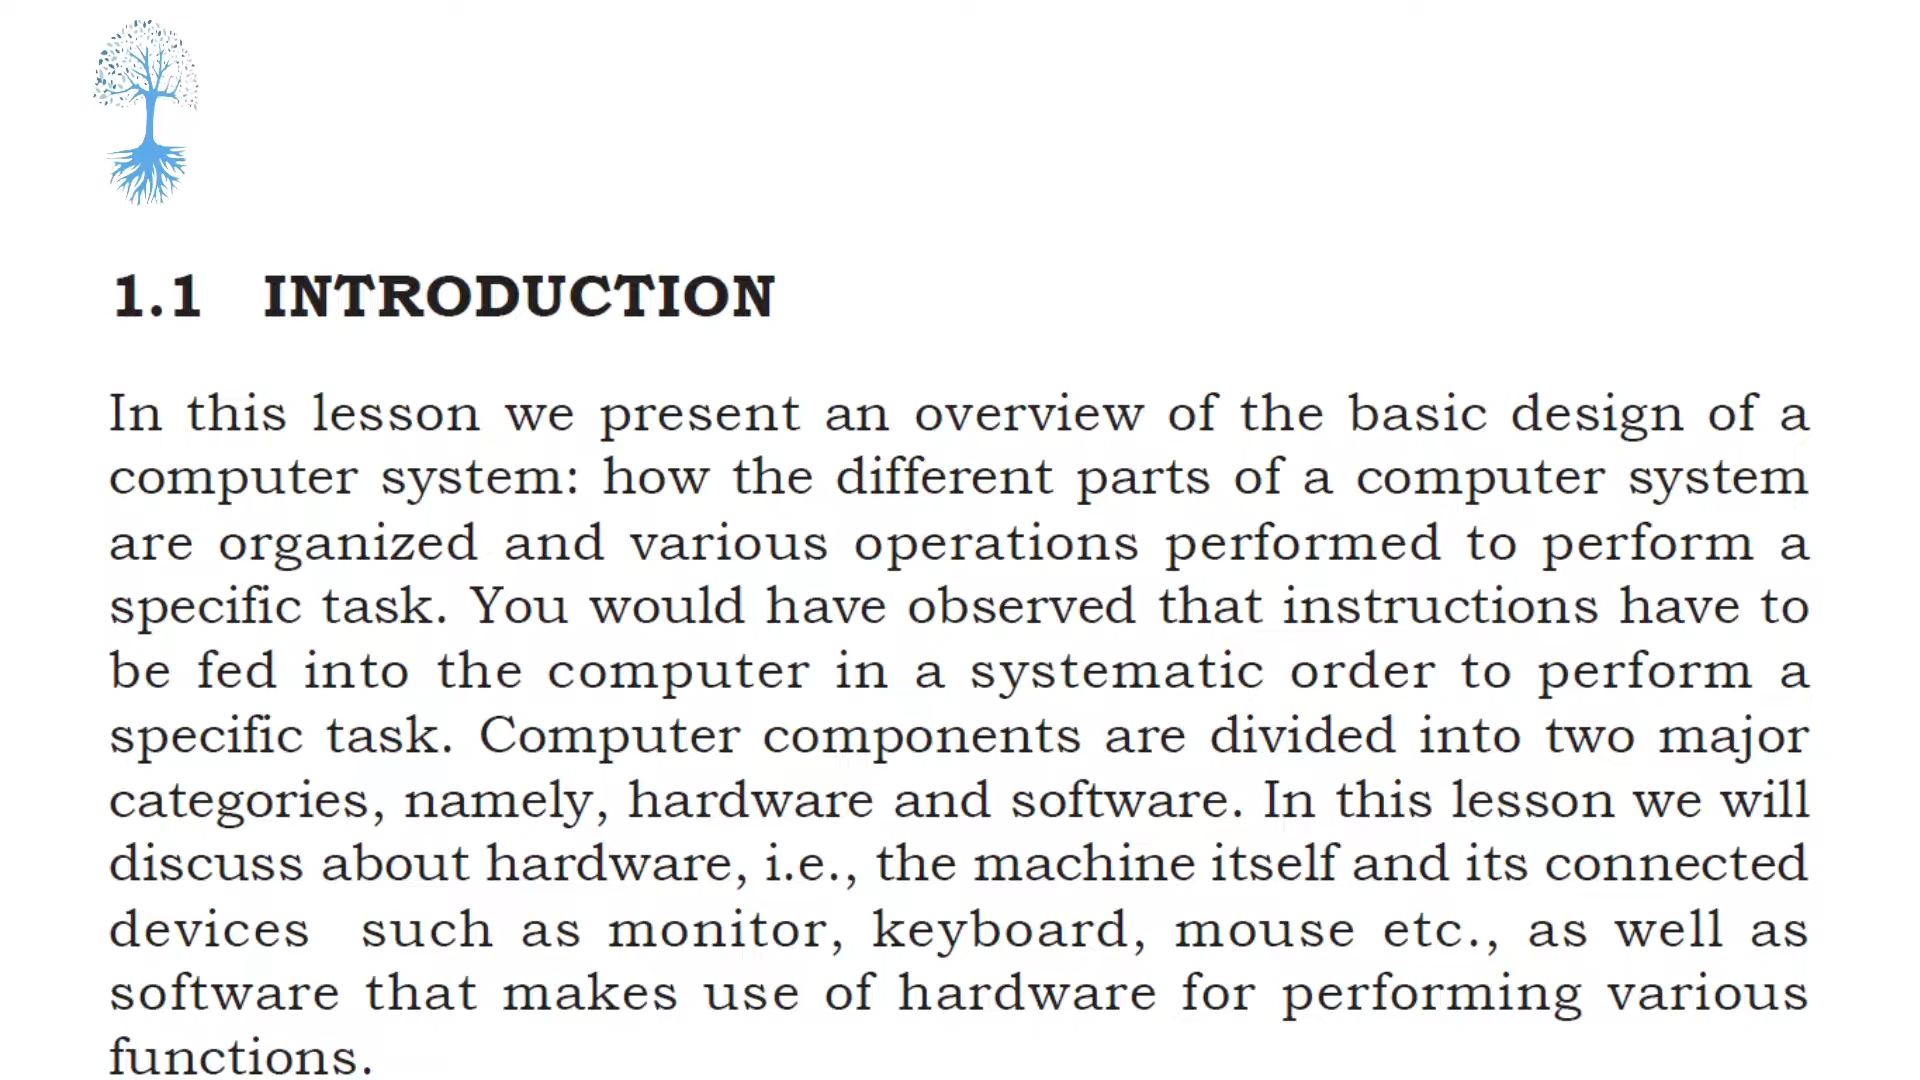 1.1 INTRODUCTION
In this lesson we present an overview of the basic design of a
computer system: how the different parts of a computer system
are organized and various operations performed to perform a
specific task. You would have observed that instructions have to
be fed into the computer in a systematic order to perform a
specific task. Computer components are divided into two major
categories, namely, hardware and software. In this lesson we will
discuss about hardware, i.e., the machine itself and its connected
devices such as monitor, keyboard, mouse etc., as well as
software that makes use of hardware for performing various
functions.